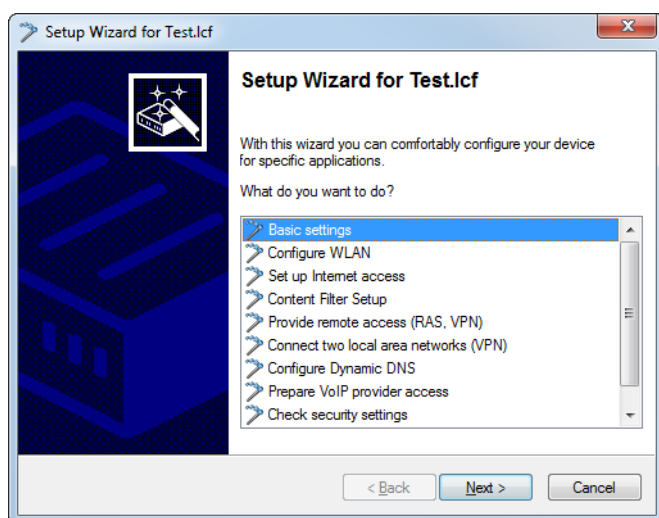 Setup Wizard for Test.lcf
Setup Wizard for Test.lcf
With this wizard you can comfortably configure your device
for specific applications.
What do you want to do?
Basic settings
Configure WLAN
Set up Internet access
Content Filter Setup
Provide remote access (RAS, VPN)
Connect two local area networks (VPN)
Configure Dynamic DNS
Prepare VoIP provider access
Check security settings
< Back Next > Cancel